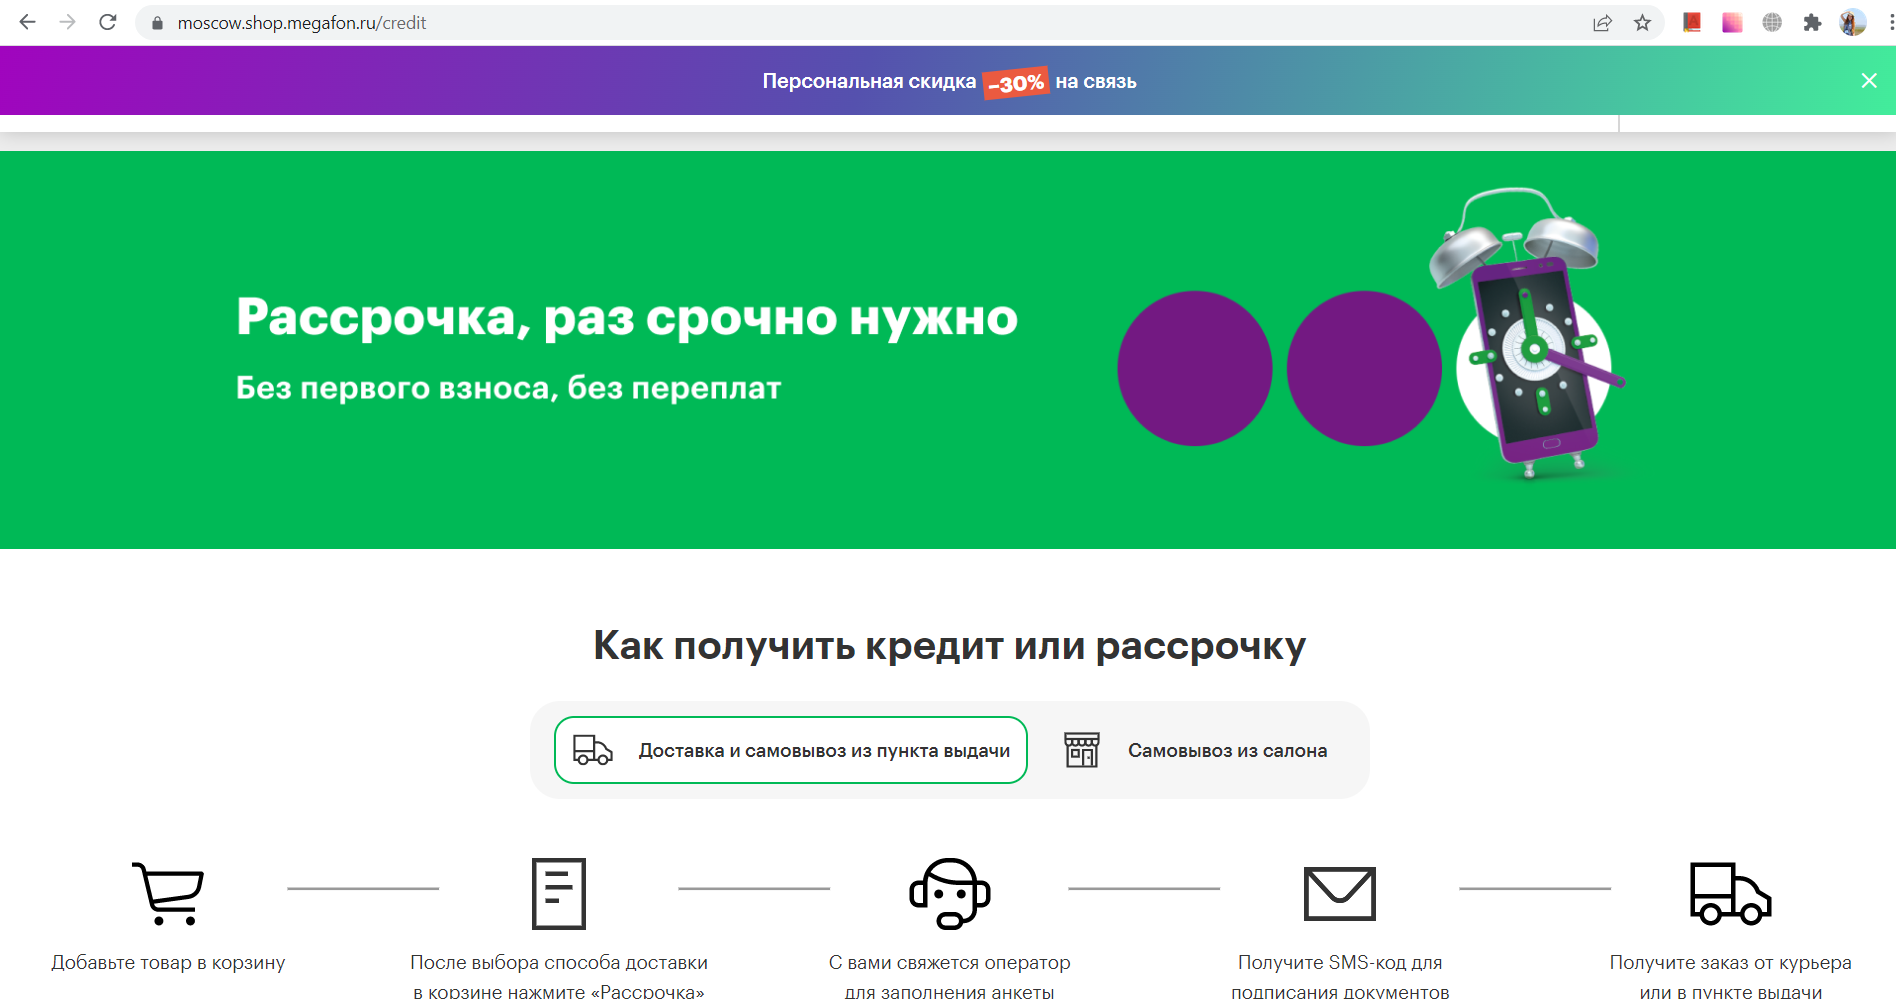 moscow.shop.megafon.ru/credit
Персональная скидка –30% на связь
Рассрочка, раз срочно нужно
Без первого взноса, без переплат
Как получить кредит или рассрочку
Доставка и самовывоз из пункта выдачи
Самовывоз из салона
Добавьте товар в корзину
После выбора способа доставки
в корзине нажмите «Рассрочка»
С вами свяжется оператор
для заполнения анкеты
Получите SMS-код для
подписания документов
Получите заказ от курьера
или в пункте выдачи